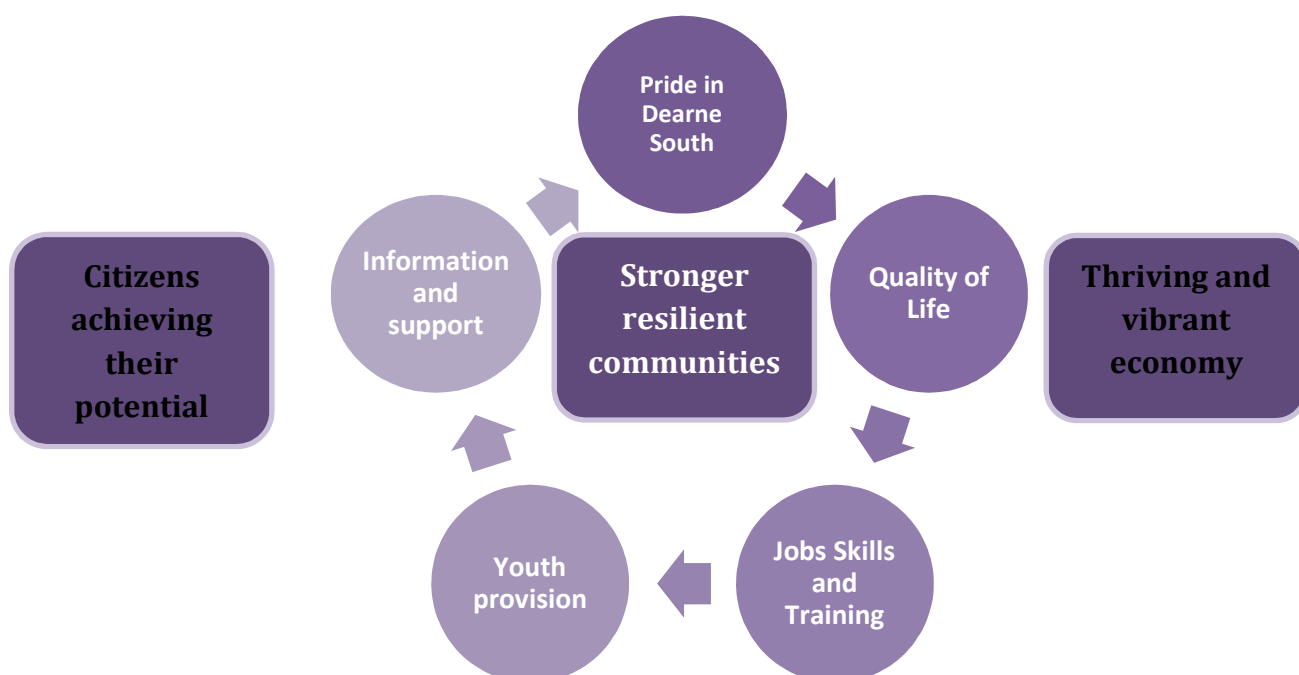 Pride in
Dearne
South
Information
and
support
Quality of
Life
Citizens
achieving
their
potential
Stronger
resilient
communities
Thriving and
vibrant
economy
Youth
provision
Jobs Skills
and
Training